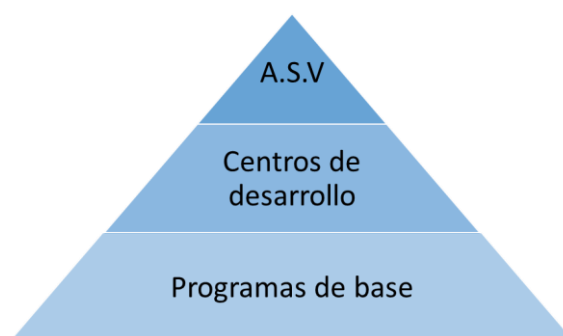 A.S.V
Centros de
desarrollo
Programas de base